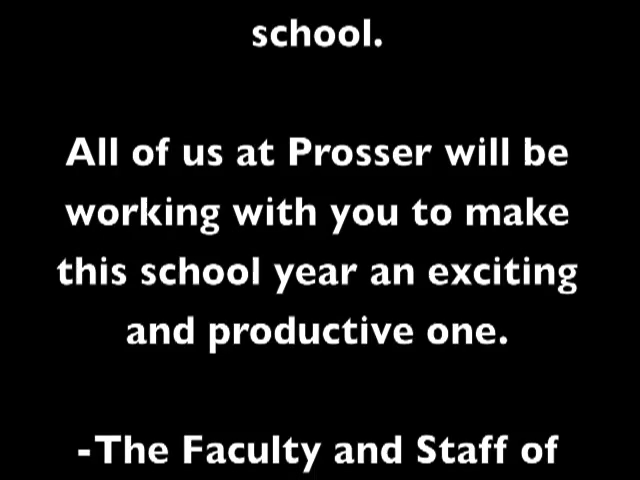 school.
All of us at Prosser will be
working with you to make
this school year an exciting
and productive one.
-The Faculty and Staff of